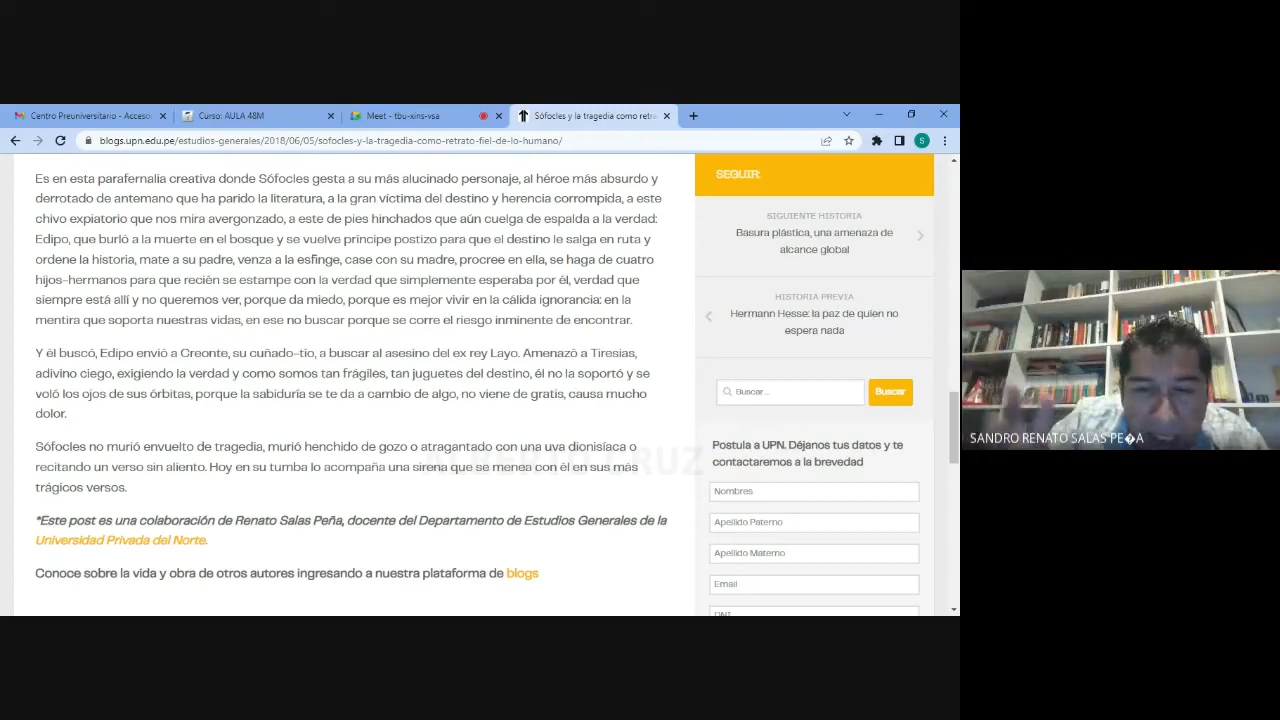 Centro Preuniversitario - Acceso
Curso: AULA 48M
Meet - tbu-xins-vsa
Sófocles y la tragedia como retra
blogs.upn.edu.pe/estudios-generales/2018/06/05/sofocles-y-la-tragedia-como-retrato-fiel-de-lo-humano/
S
Es en esta parafernalia creativa donde Sófocles gesta a su más alucinado personaje, al héroe más absurdo y
derrotado de antemano que ha parido la literatura, a la gran víctima del destino y herencia corrompida, a este
chivo expiatorio que nos mira avergonzado, a este de pies hinchados que aún cuelga de espalda a la verdad:
Edipo, que burló a la muerte en el bosque y se vuelve príncipe postizo para que el destino le salga en ruta y
ordene la historia, mate a su padre, venza a la esfinge, case con su madre, procree en ella, se haga de cuatro
hijos-hermanos para que recién se estampe con la verdad que simplemente esperaba por él, verdad que
siempre está allí y no queremos ver, porque da miedo, porque es mejor vivir en la cálida ignorancia: en la
mentira que soporta nuestras vidas, en ese no buscar porque se corre el riesgo inminente de encontrar.
Y él buscó, Edipo envió a Creonte, su cuñado-tío, a buscar al asesino del ex rey Layo. Amenazó a Tiresias,
adivino ciego, exigiendo la verdad y como somos tan frágiles, tan juguetes del destino, él no la soportó y se
voló los ojos de sus órbitas, porque la sabiduría se te da a cambio de algo, no viene de gratis, causa mucho
dolor.
Sófocles no murió envuelto de tragedia, murió henchido de gozo o atragantado con una uva dionisíaca o
recitando un verso sin aliento. Hoy en su tumba lo acompaña una sirena que se menea con él en sus más
trágicos versos.
*Este post es una colaboración de Renato Salas Peña, docente del Departamento de Estudios Generales de la
Universidad Privada del Norte.
Conoce sobre la vida y obra de otros autores ingresando a nuestra plataforma de blogs
SEGUIR:
SIGUIENTE HISTORIA
Basura plástica, una amenaza de
alcance global
HISTORIA PREVIA
Hermann Hesse: la paz de quien no
espera nada
Buscar...
Buscar
Postula a UPN. Déjanos tus datos y te
contactaremos a la brevedad
Nombres
Apellido Paterno
Apellido Materno
Email
DNI
SANDRO RENATO SALAS PE�A